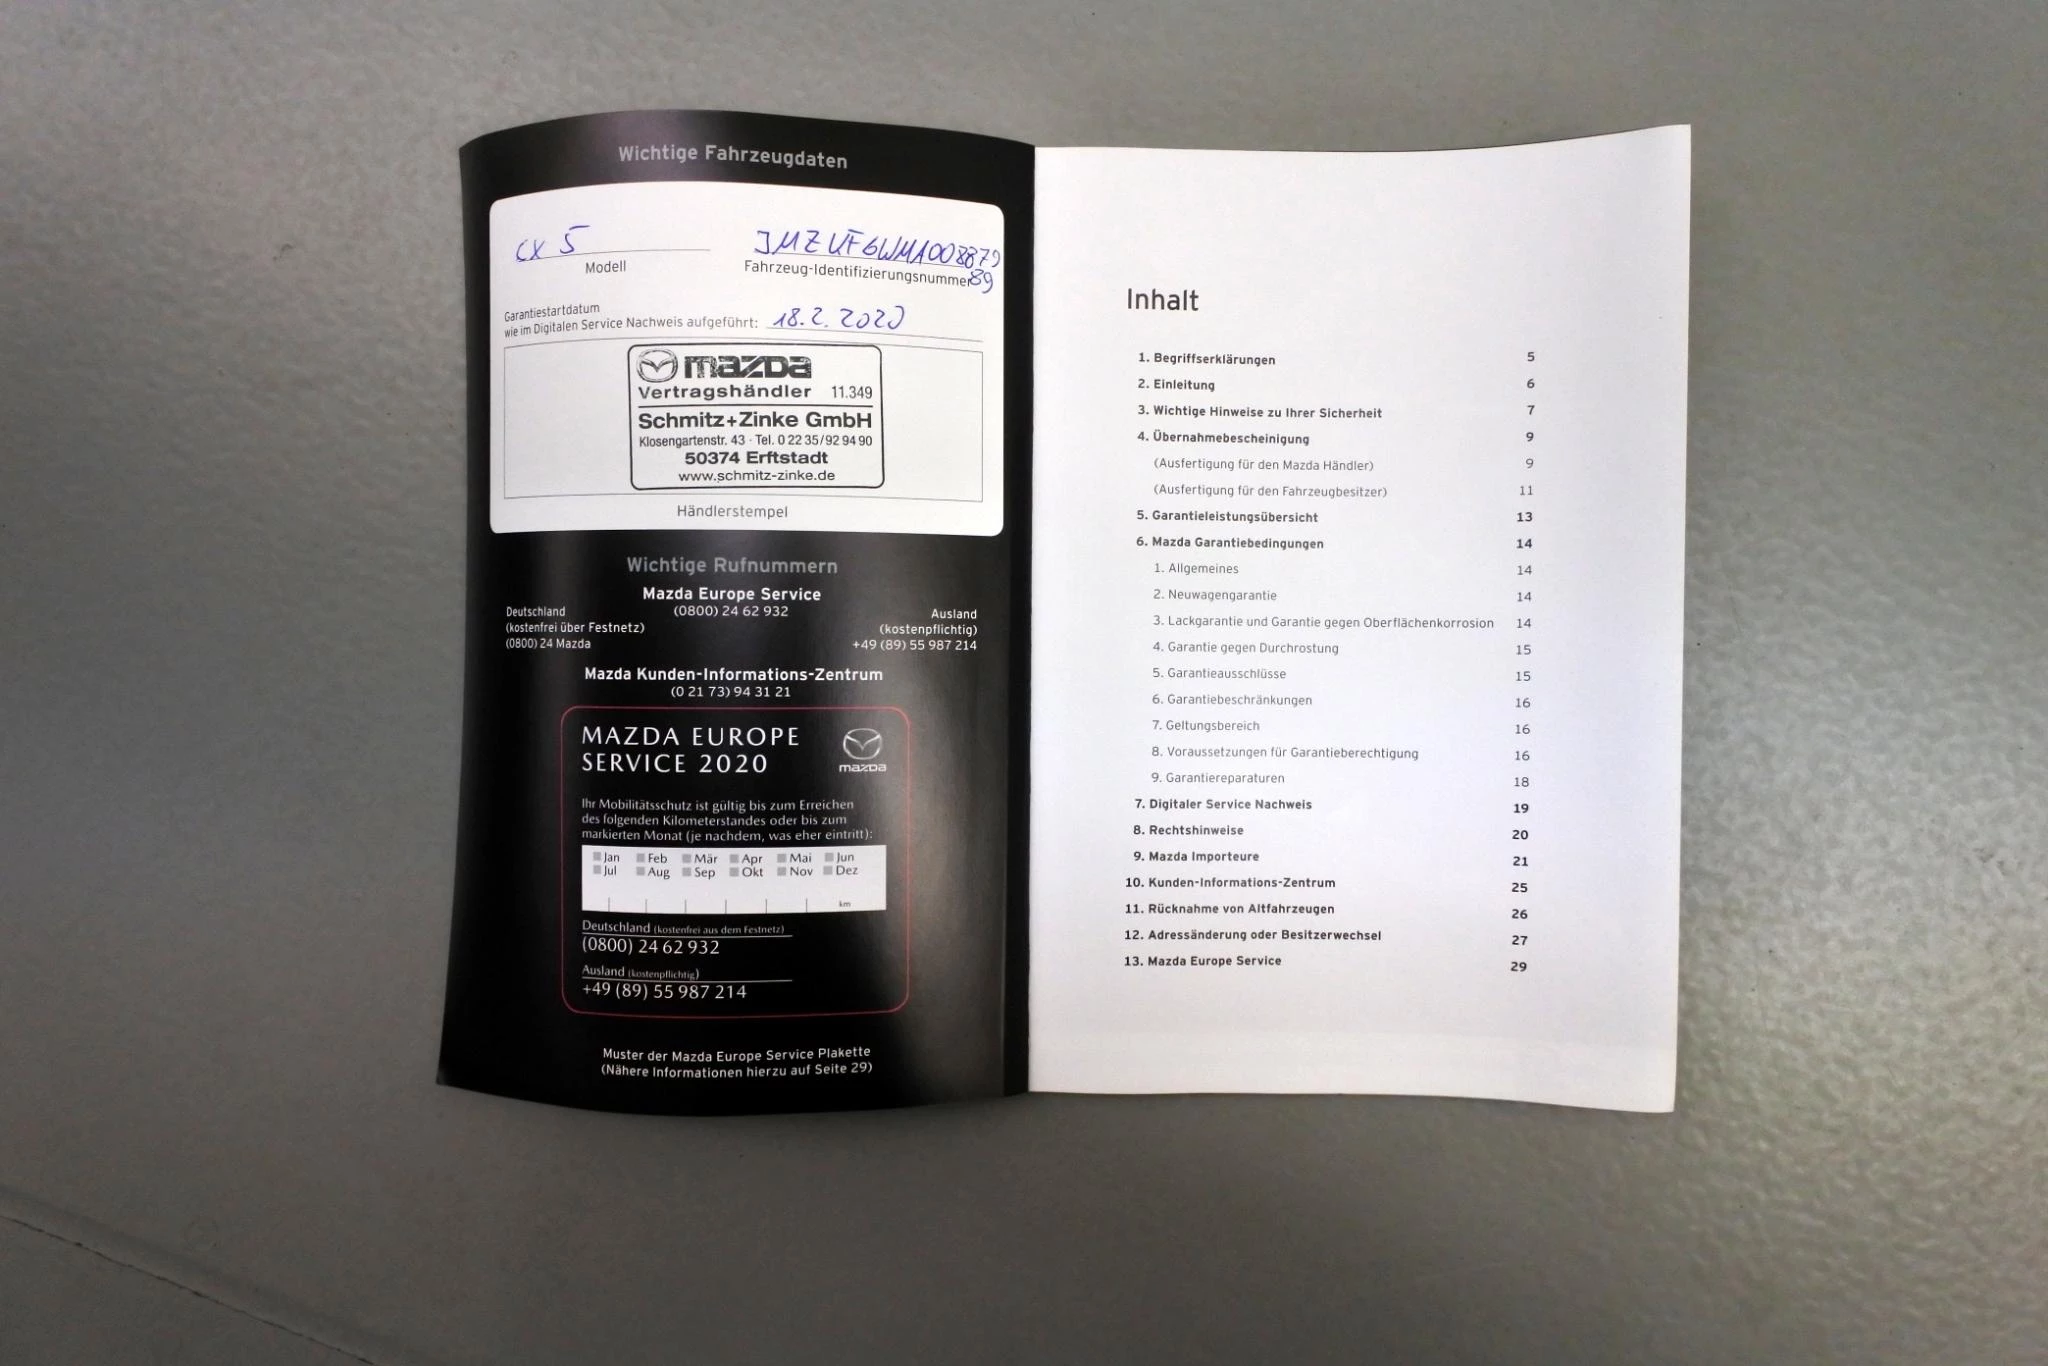 Wichtige Fahrzeugdaten
CX 5
Modell
JMZKF6WMA008879
89
Fahrzeug-Identifizierungsnummer
Garantiestartdatum
wie im Digitalen Service Nachweis aufgeführt: 18.2.2020
mazda
Vertragshändler 11.349
Schmitz+Zinke GmbH
Klosengartenstr. 43 · Tel. 0 22 35/92 94 90
50374 Erftstadt
www.schmitz-zinke.de
Händlerstempel
Wichtige Rufnummern
Mazda Europe Service
(0800) 24 62 932
Deutschland
(kostenfrei über Festnetz)
(0800) 24 Mazda
Ausland
(kostenpflichtig)
+49 (89) 55 987 214
Mazda Kunden-Informations-Zentrum
(0 21 73) 94 31 21
MAZDA EUROPE
SERVICE 2020
mazda
Ihr Mobilitätsschutz ist gültig bis zum Erreichen
des folgenden Kilometerstandes oder bis zum
markierten Monat (je nachdem, was eher eintritt):
Jan Feb Mär Apr Mai Jun
Jul Aug Sep Okt Nov Dez
km
Deutschland (kostenfrei aus dem Festnetz)
(0800) 24 62 932
Ausland (kostenpflichtig)
+49 (89) 55 987 214
Muster der Mazda Europe Service Plakette
(Nähere Informationen hierzu auf Seite 29)
Inhalt
1. Begriffserklärungen 5
2. Einleitung 6
3. Wichtige Hinweise zu Ihrer Sicherheit 7
4. Übernahmebescheinigung 9
(Ausfertigung für den Mazda Händler) 9
(Ausfertigung für den Fahrzeugbesitzer) 11
5. Garantieleistungsübersicht 13
6. Mazda Garantiebedingungen 14
1. Allgemeines 14
2. Neuwagengarantie 14
3. Lackgarantie und Garantie gegen Oberflächenkorrosion 14
4. Garantie gegen Durchrostung 15
5. Garantieausschlüsse 15
6. Garantiebeschränkungen 16
7. Geltungsbereich 16
8. Voraussetzungen für Garantieberechtigung 16
9. Garantiereparaturen 18
7. Digitaler Service Nachweis 19
8. Rechtshinweise 20
9. Mazda Importeure 21
10. Kunden-Informations-Zentrum 25
11. Rücknahme von Altfahrzeugen 26
12. Adressänderung oder Besitzerwechsel 27
13. Mazda Europe Service 29